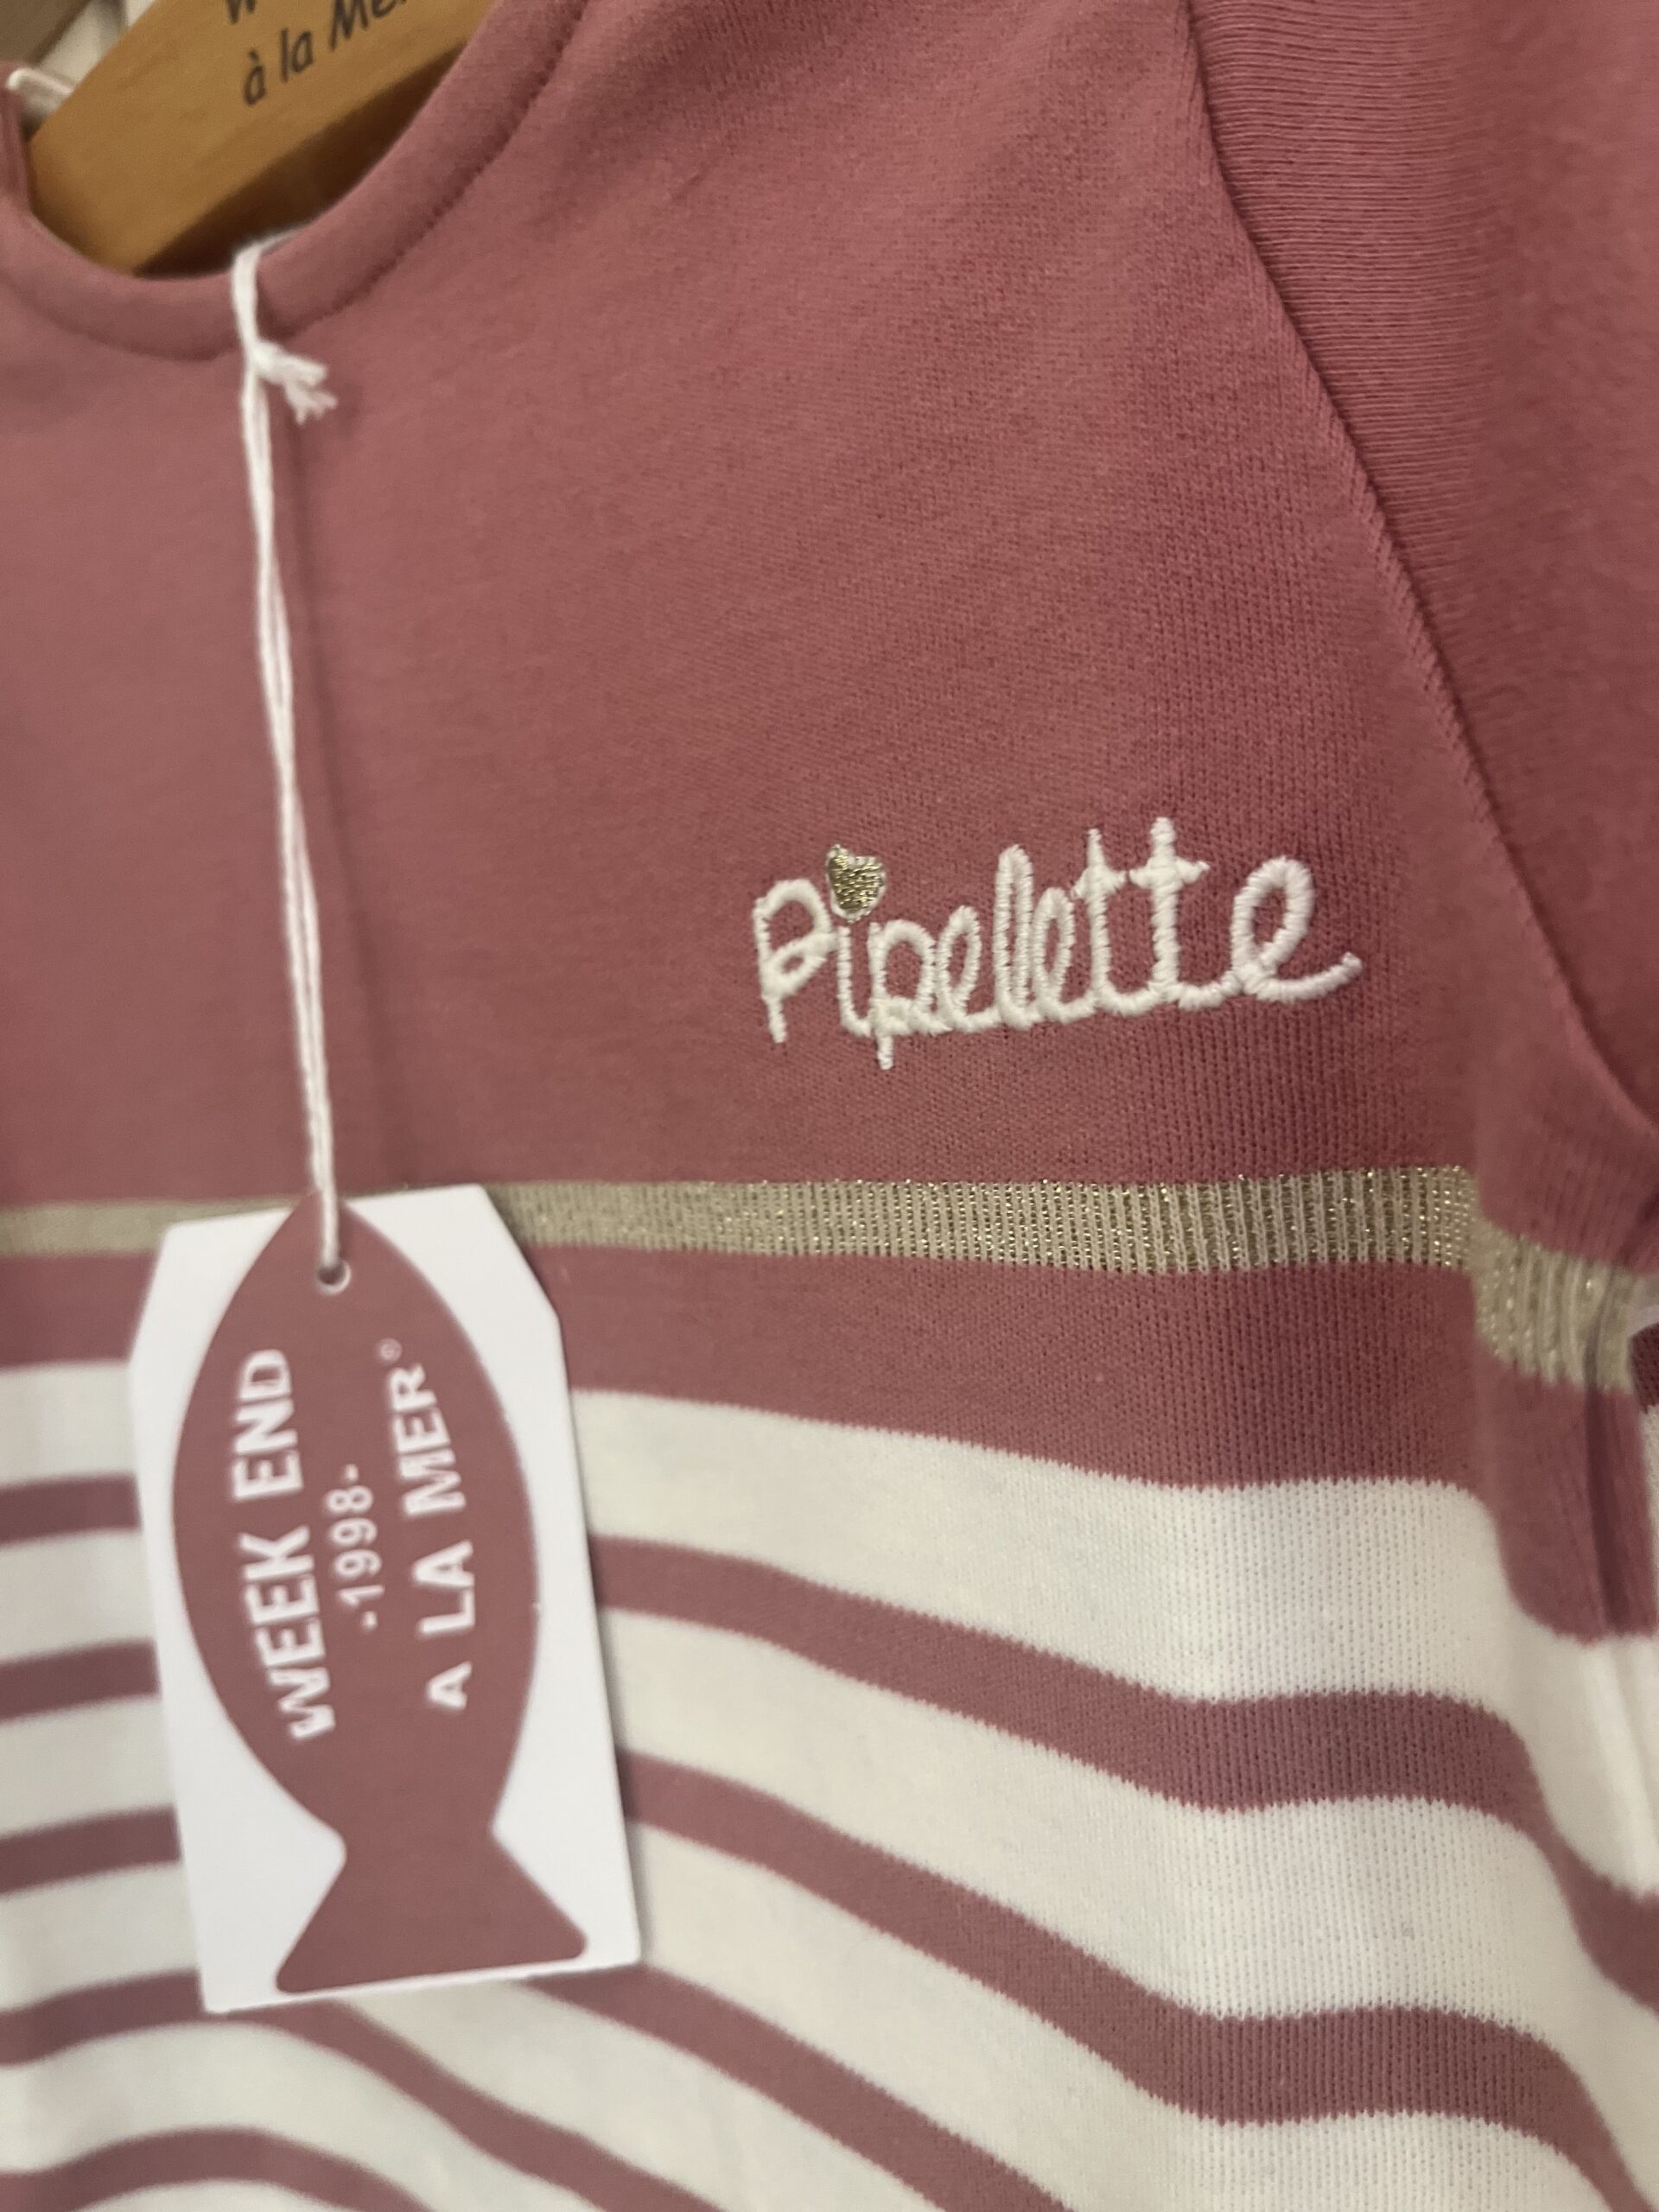 à la Mer
Pipelette
WEEK END
-1998-
A LA MER®